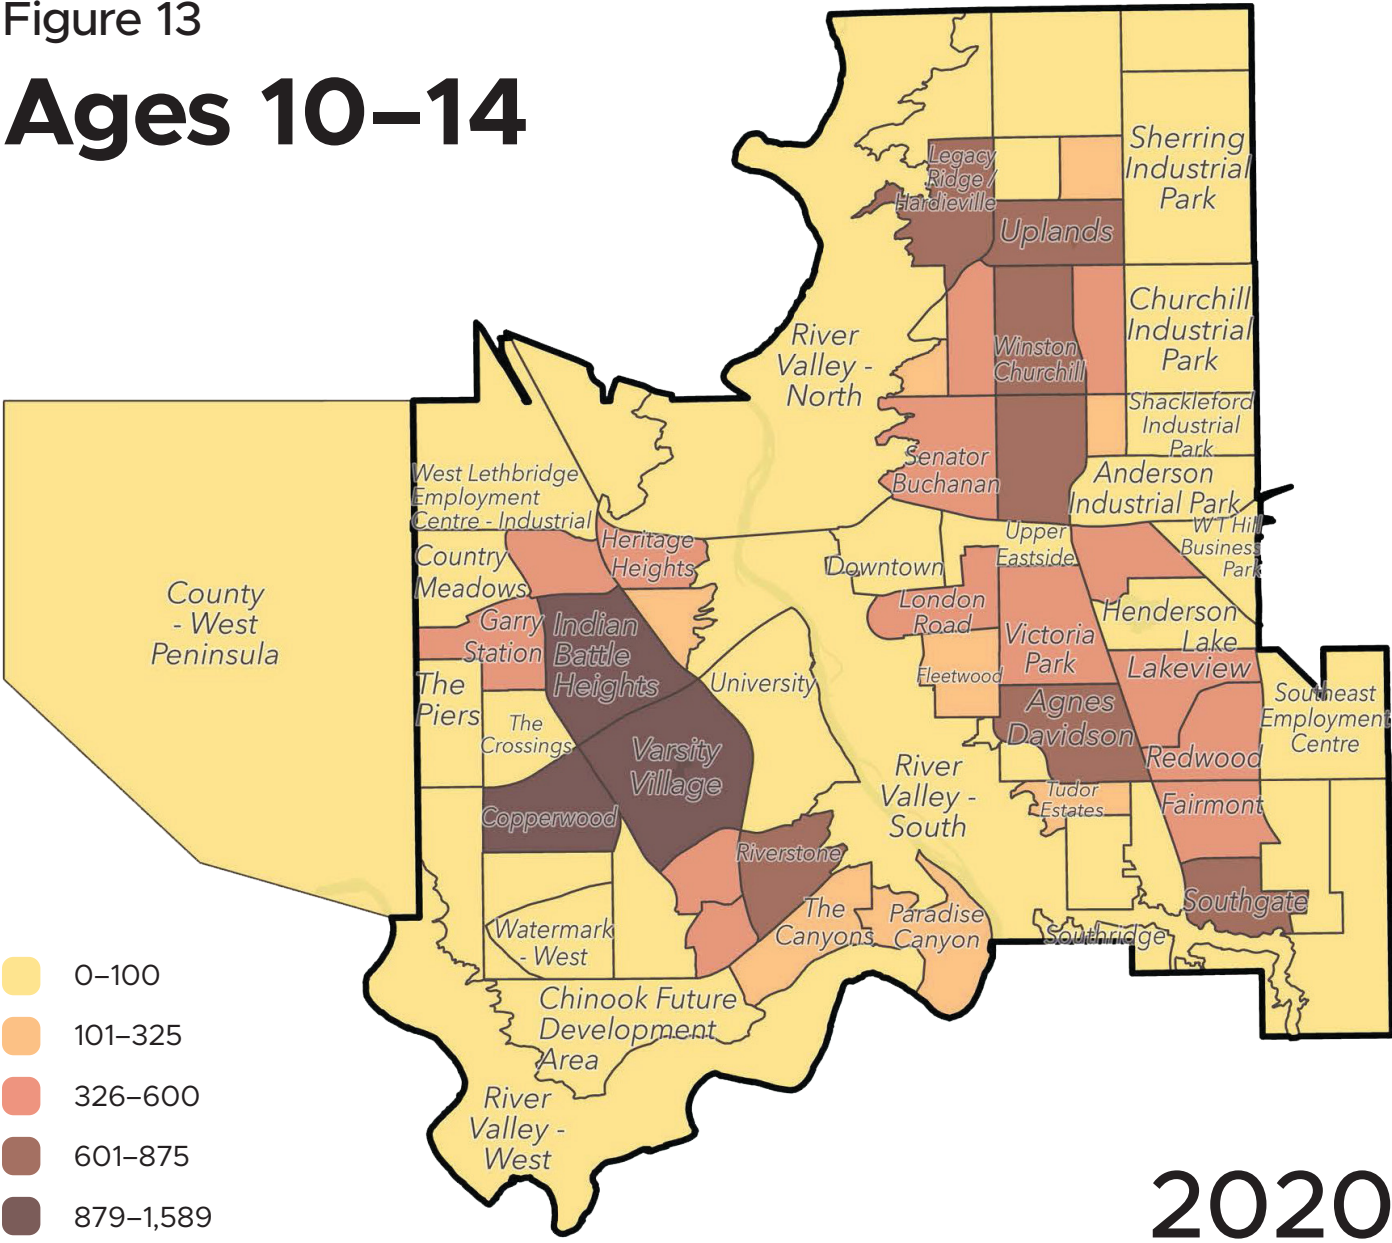 Figure 13
Ages 10–14
Sherring
Industrial
Park
Legacy
Ridge /
Hardieville
Uplands
Churchill
Industrial
Park
River
Valley -
North
Winston
Churchill
Shackleford
Industrial
Park
Senator
Buchanan
Anderson
Industrial Park
West Lethbridge
Employment
Centre - Industrial
W T Hill
Business
Park
Upper
Eastside
Heritage
Heights
Country
Meadows
Downtown
County
- West
Peninsula
London
Road
Henderson
Lake
Garry
Station
Indian
Battle
Heights
Victoria
Park
Lakeview
Fleetwood
The
Piers
University
Southeast
Employment
Centre
The
Crossings
Agnes
Davidson
Varsity
Village
Redwood
River
Valley -
South
Tudor
Estates
Fairmont
Copperwood
Riverstone
Southgate
The
Canyons
Paradise
Canyon
Watermark
- West
Southridge
Chinook Future
Development
Area
River
Valley -
West
0–100
101–325
326–600
601–875
879–1,589
2020